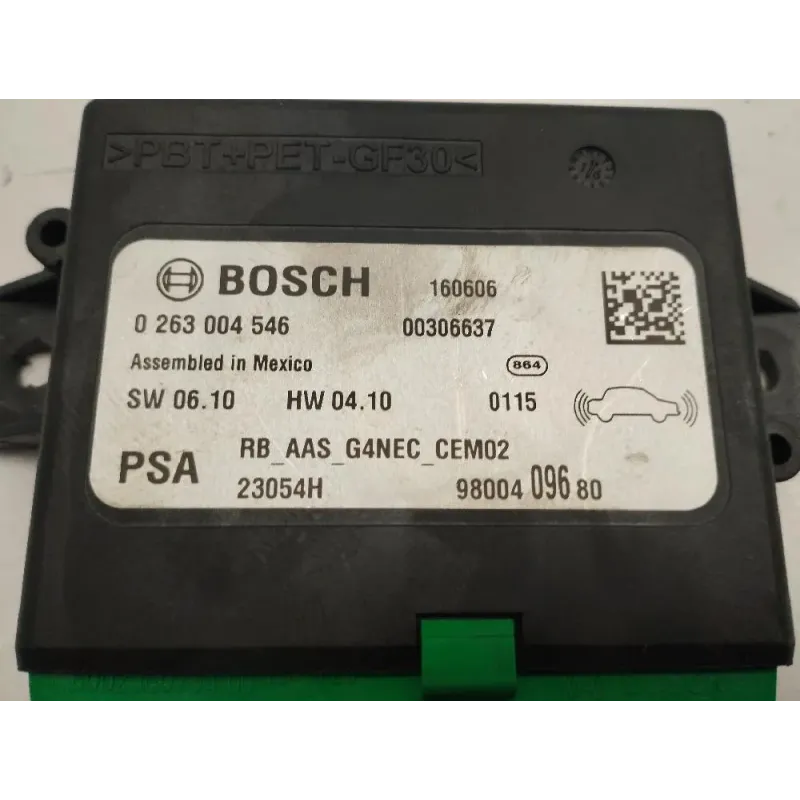 >PBT+PET-GF30<
BOSCH 160606
0 263 004 546 00306637
Assembled in Mexico 864
SW 06.10 HW 04.10 0115
PSA RB_AAS_G4NEC_CEM02
23054H 98004 096 80